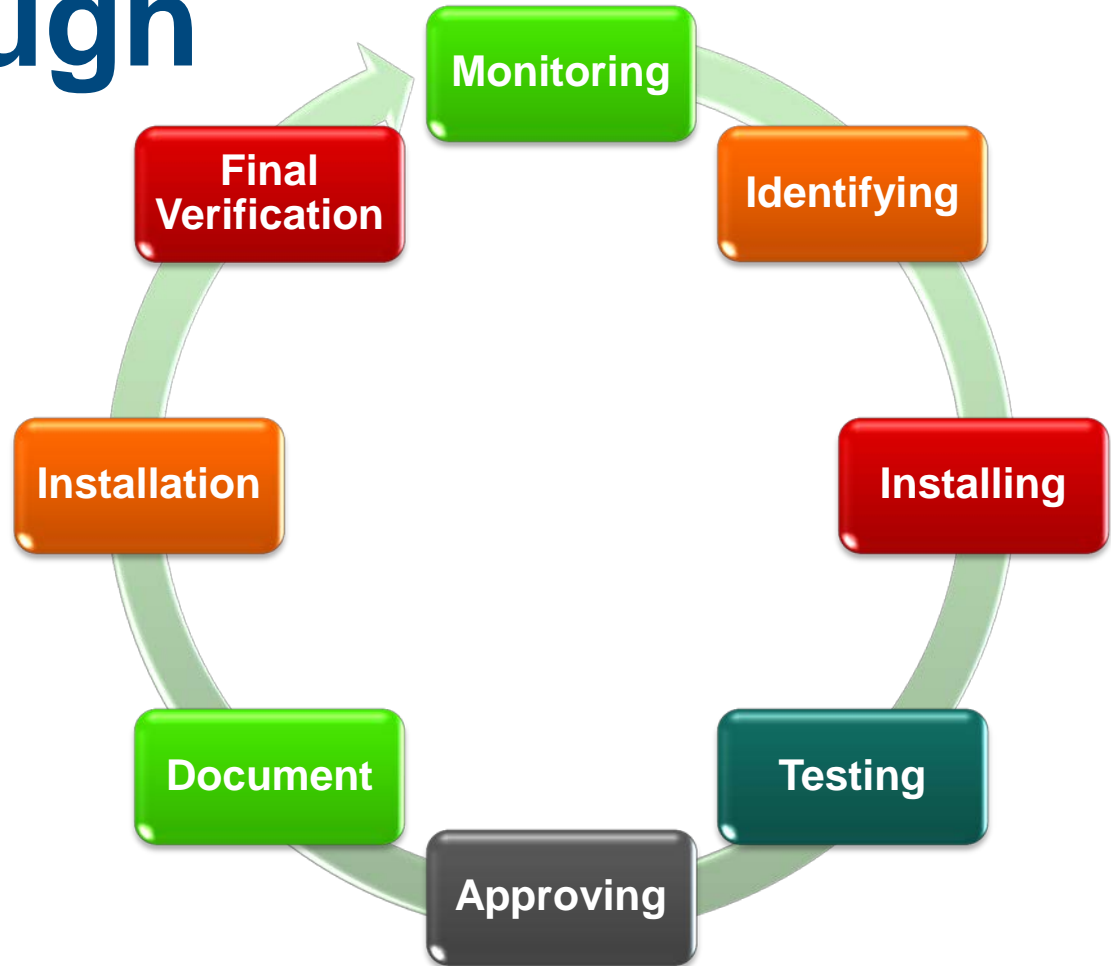 ugh
Monitoring
Identifying
Installing
Testing
Approving
Document
Installation
Final
Verification